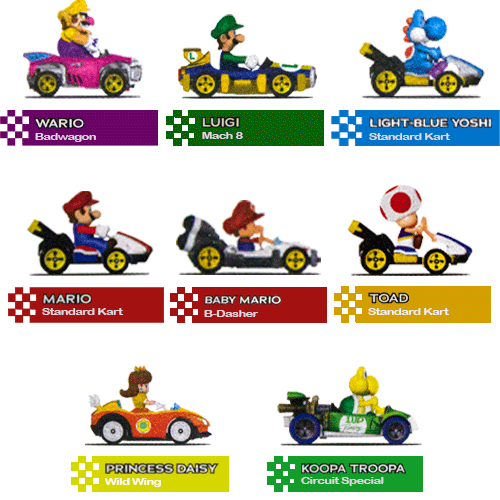 WARIO
Badwagon
L
LUIGI
Mach 8
LIGHT-BLUE YOSHI
Standard Kart
MARIO
Standard Kart
BABY MARIO
B-Dasher
TOAD
Standard Kart
PRINCESS DAISY
Wild Wing
1UP
KOOPA TROOPA
Circuit Special